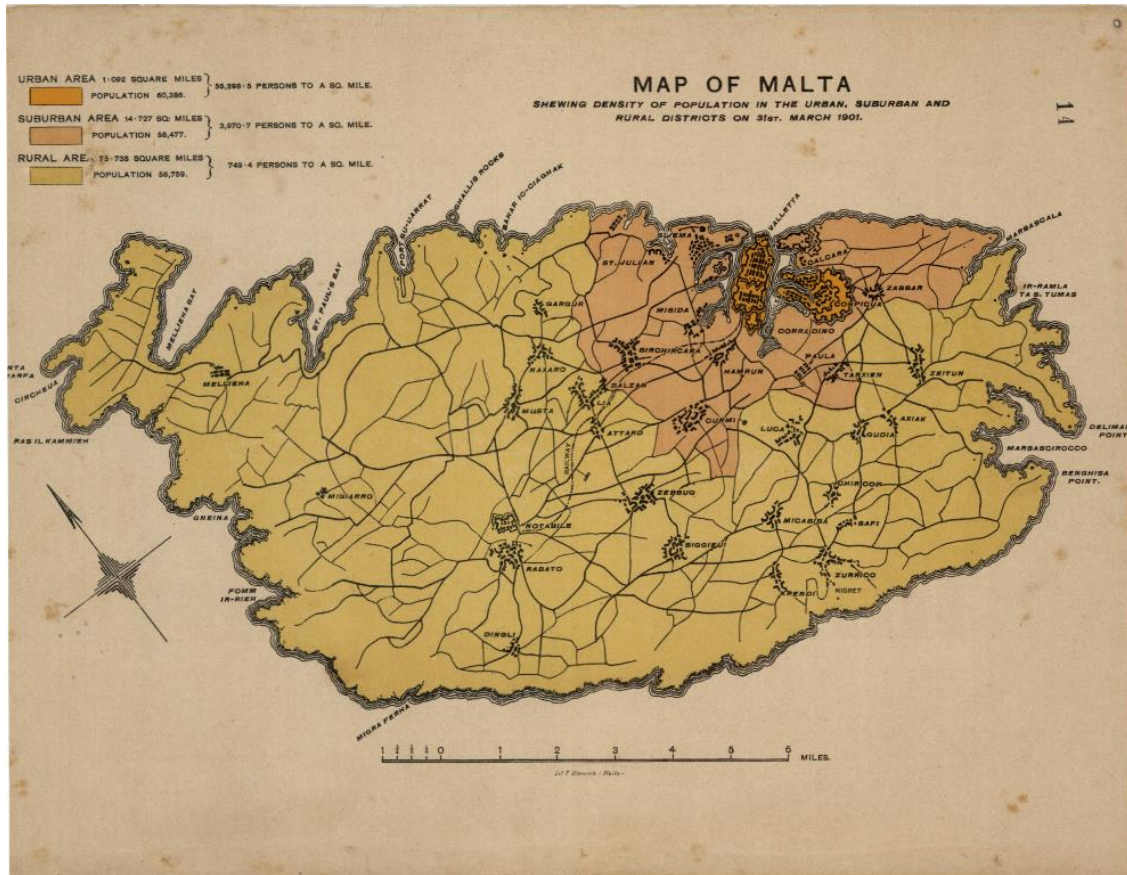 URBAN AREA 1·092 SQUARE MILES
POPULATION 60,386.
55,298·5 PERSONS TO A SQ. MILE.
SUBURBAN AREA 14·727 SQ: MILES
POPULATION 58,477.
3,970·7 PERSONS TO A SQ. MILE.
RURAL AREA 75·738 SQUARE MILES
POPULATION 56,759.
749·4 PERSONS TO A SQ. MILE.
MAP OF MALTA
SHEWING DENSITY OF POPULATION IN THE URBAN, SUBURBAN AND
RURAL DISTRICTS ON 31ST. MARCH 1901.
14
GHALLIS ROCKS
BAHAR IC-CIAGHAK
VALLETTA
MARSASCALA
ST. PAUL'S BAY
MELLIEHA BAY
SLIEMA
ST. JULIAN
CALCARA
ZABBAR
COSPICUA
IR-RAMLA
TA S. TUMAS
GARGUR
MISIDA
CORRADINO
BIRCHIRCARA
HAMRUN
PAULA
TARXIEN
ZEITUN
NAXARO
CIRCHEUA
MELLIEHA
BALZAN
LIA
MUSTA
ATTARD
CURMI
LUCA
GUDIA
AXIAK
DELIMARA
POINT.
RAS IL KAMMIEH
MARSASCIROCCO
BENGHISA
POINT.
RAILWAY
MIGIARRO
ZEBBUG
CHIRCOP
GNEINA
NOTABILE
MICABIBA
SAFI
RABATO
SIGGIEUI
ZURRICO
FOMM
IR-RIEH
KRENDI
NIGRET
DINGLI
MIGRA FERHA
1 0 1 2 3 4 5 6 MILES.